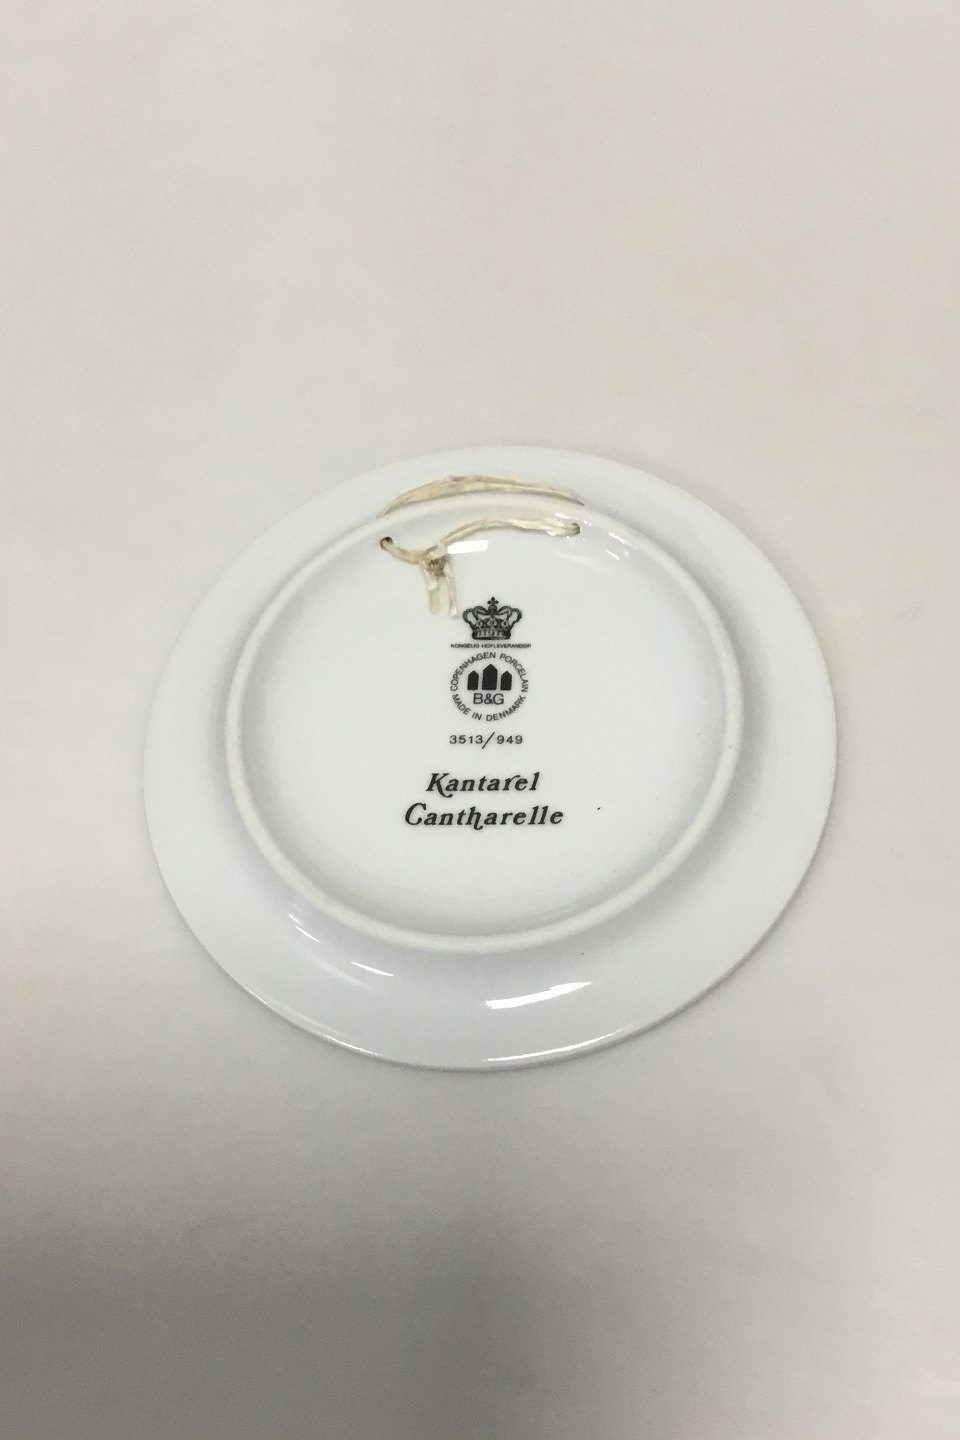 KONGELIG HOFLEVERANDØR
COPENHAGEN PORCELAIN
B&G
MADE IN DENMARK
3513/949
Kantarel
Cantharelle